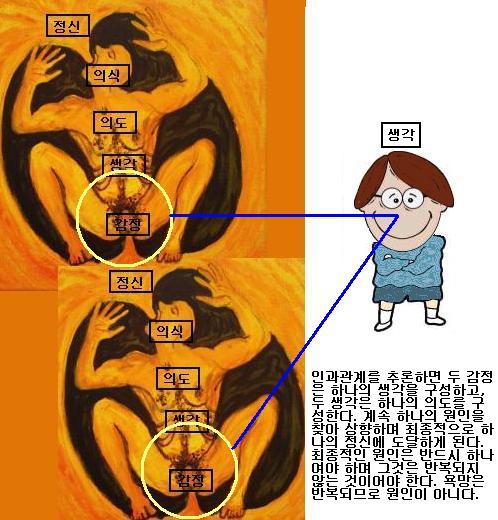 정신
의식
의도
생각
감정
생각
정신
의식
의도
생각
감정
인과관계를 추론하면 두 감정
은 하나의 생각을 구성하고,
두 생각은 하나의 의도를 구
성한다. 계속 하나의 원인을
찾아 상향하며 최종적으로 하
나의 정신에 도달하게 된다.
최종적인 원인은 반드시 하나
여야 하며 그것은 반복되지
않는 것이어야 한다. 욕망은
반복되므로 원인이 아니다.